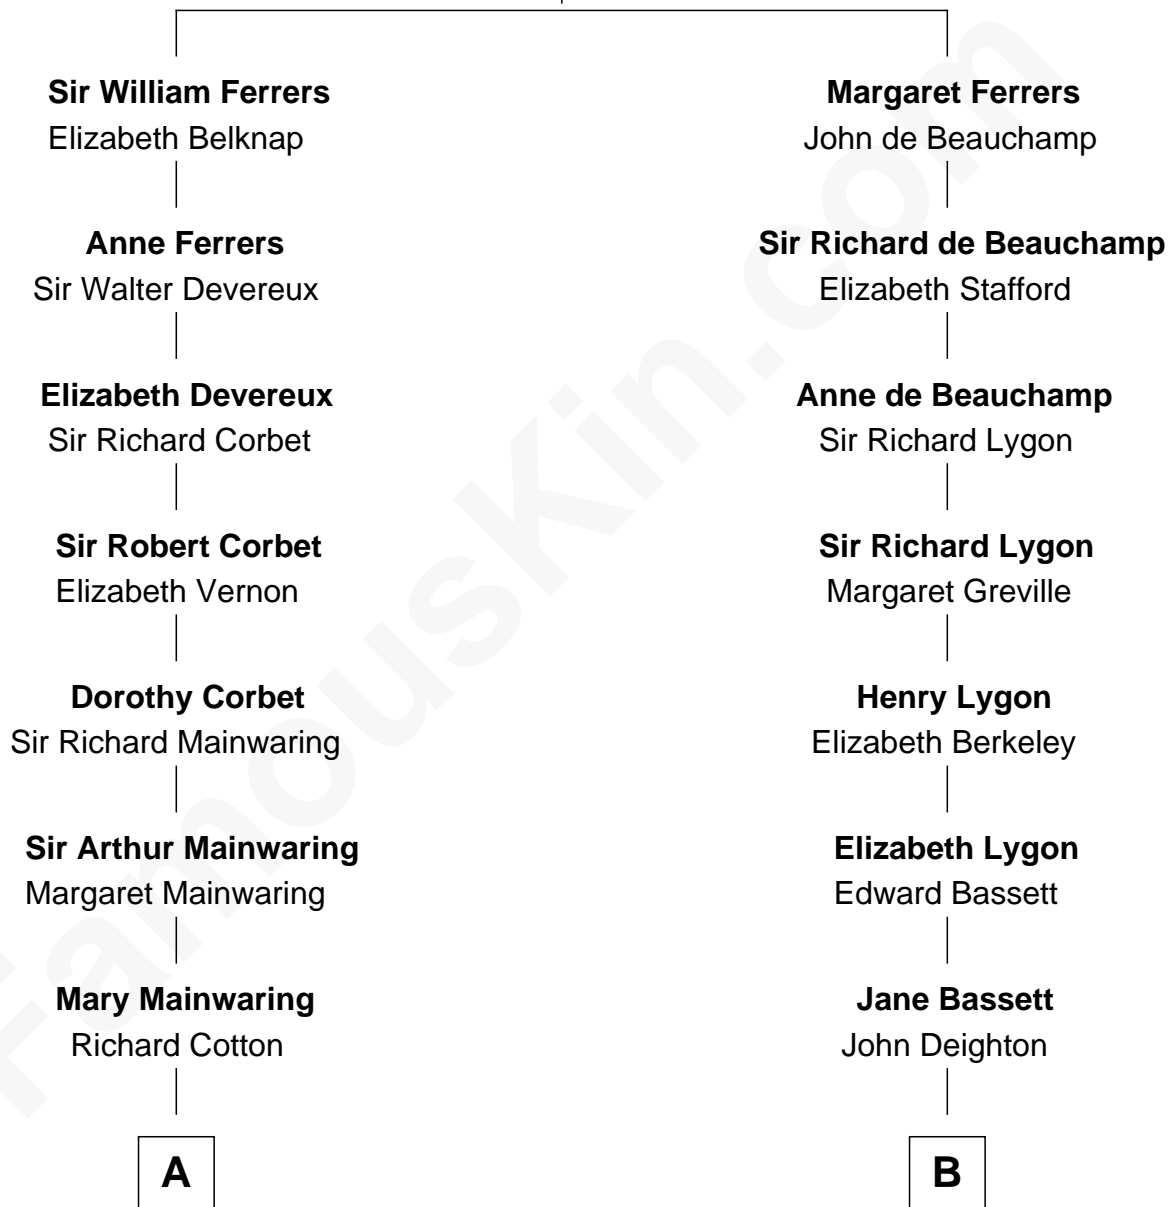 Sir William Ferrers
Elizabeth Belknap
Anne Ferrers
Sir Walter Devereux
Elizabeth Devereux
Sir Richard Corbet
Sir Robert Corbet
Elizabeth Vernon
Dorothy Corbet
Sir Richard Mainwaring
Sir Arthur Mainwaring
Margaret Mainwaring
Mary Mainwaring
Richard Cotton
A
Margaret Ferrers
John de Beauchamp
Sir Richard de Beauchamp
Elizabeth Stafford
Anne de Beauchamp
Sir Richard Lygon
Sir Richard Lygon
Margaret Greville
Henry Lygon
Elizabeth Berkeley
Elizabeth Lygon
Edward Bassett
Jane Bassett
John Deighton
B
FamousKin.com